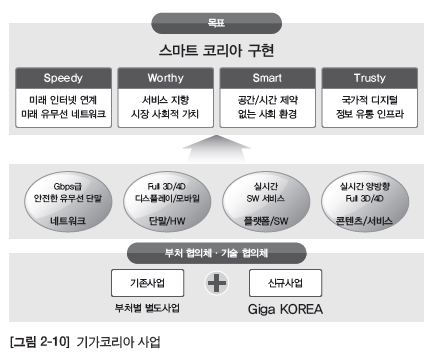 목표
스마트 코리아 구현
Speedy
미래 인터넷 연계
미래 유무선 네트워크
Worthy
서비스 지향
시장 사회적 가치
Smart
공간/시간 제약
없는 사회 환경
Trusty
국가적 디지털
정보 유통 인프라
Gbps급
안전한 유무선 단말
네트워크
Full 3D/4D
디스플레이/모바일
단말/HW
실시간
SW 서비스
플랫폼/SW
실시간 양방향
Full 3D/4D
콘텐츠/서비스
부처 협의체 · 기술 협의체
기존사업
부처별 별도사업
신규사업
Giga KOREA
[그림 2-10] 기가코리아 사업